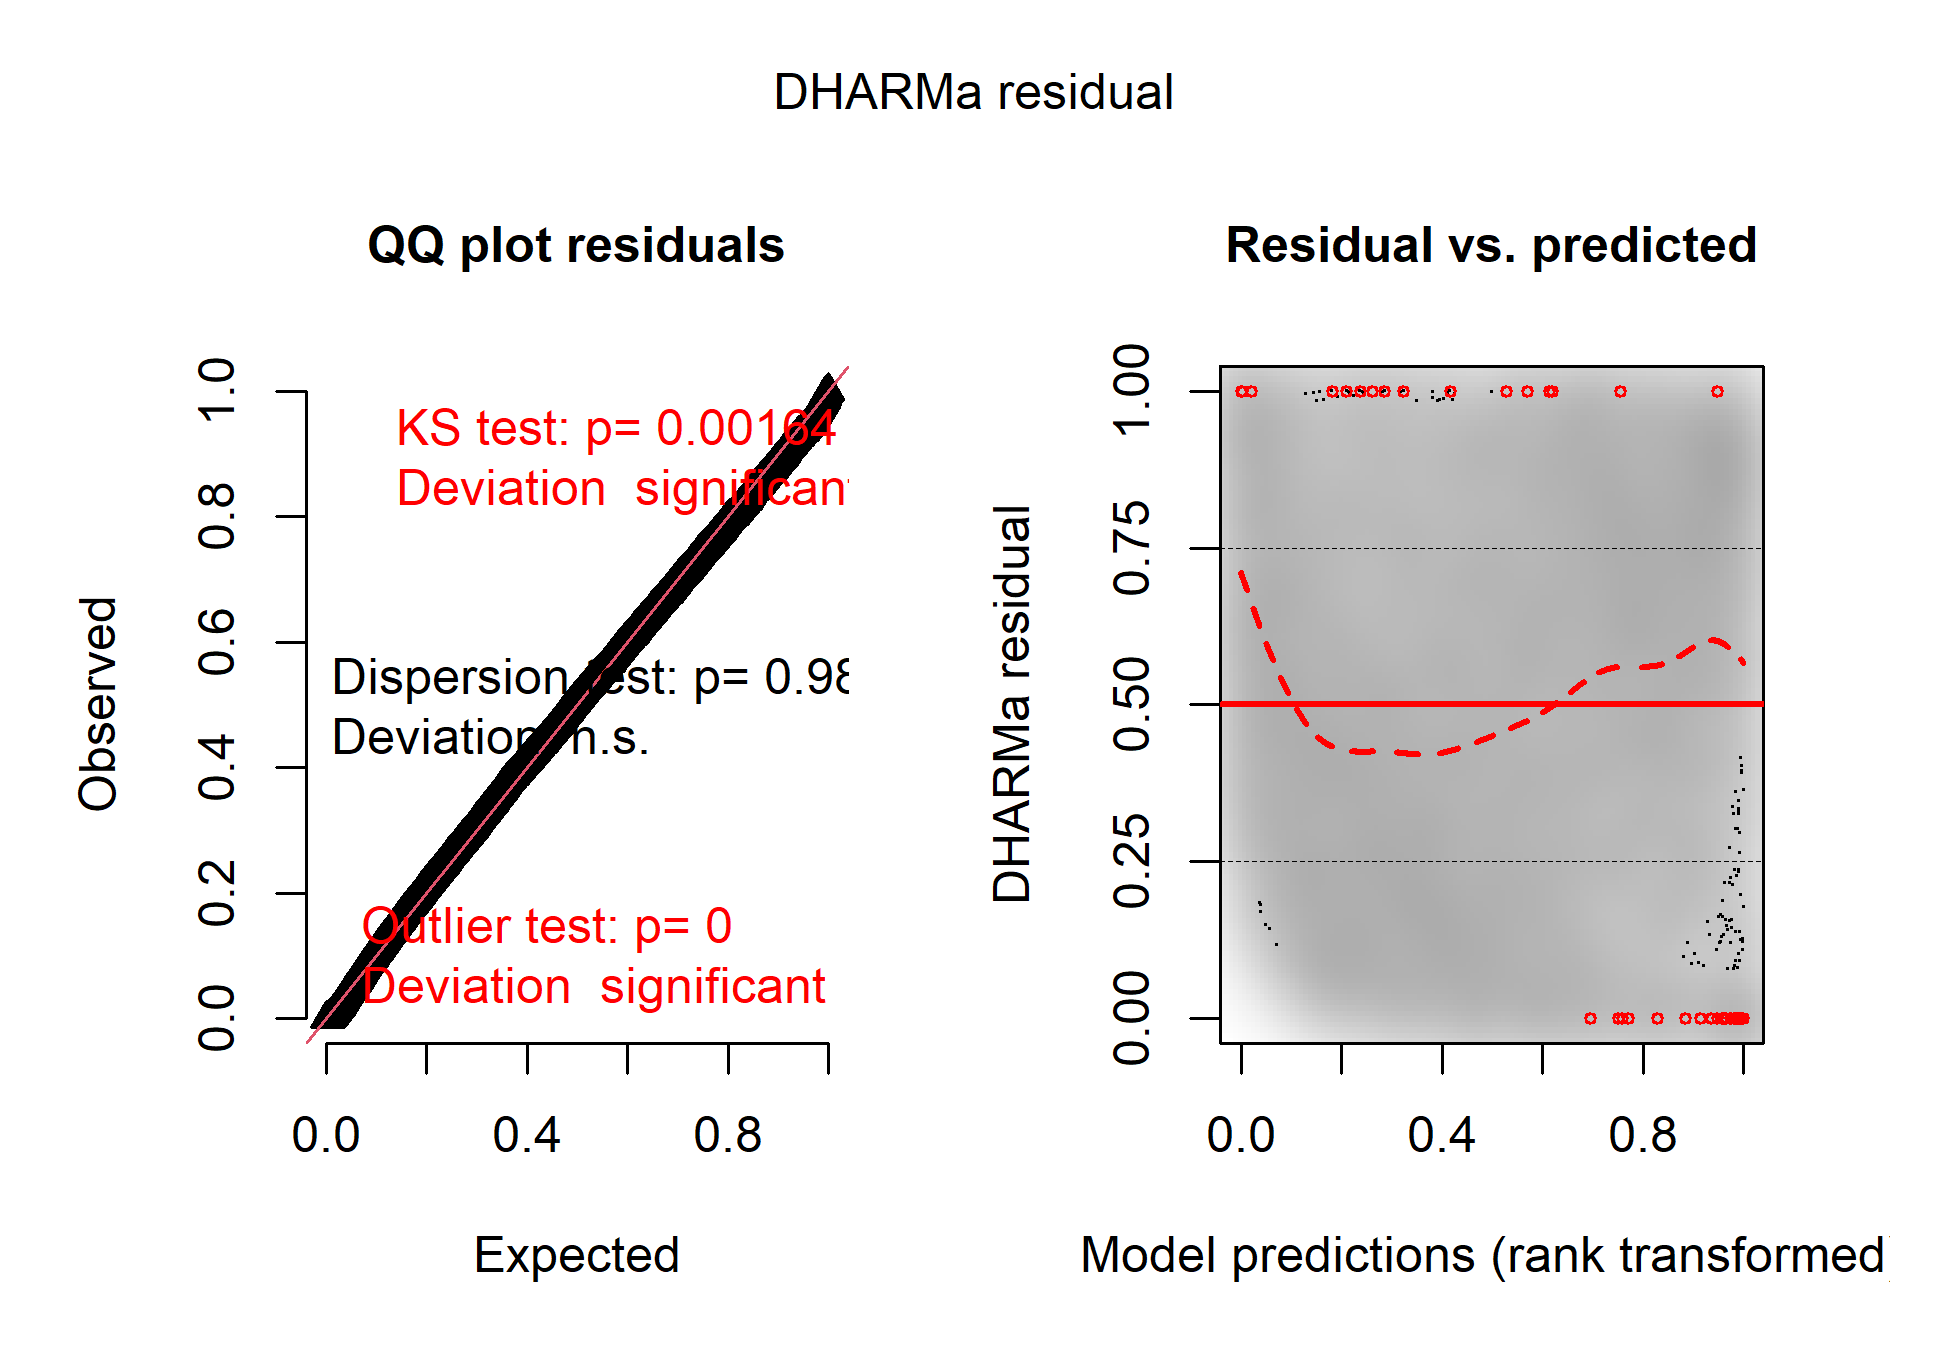 DHARMa residual
QQ plot residuals
KS test: p= 0.00164
Deviation significant
Dispersion test: p= 0.98
Deviation n.s.
Outlier test: p= 0
Deviation significant
Observed
0.0 0.2 0.4 0.6 0.8 1.0
0.0 0.4 0.8
Expected
Residual vs. predicted
DHARMa residual
0.00 0.25 0.50 0.75 1.00
0.0 0.4 0.8
Model predictions (rank transformed)